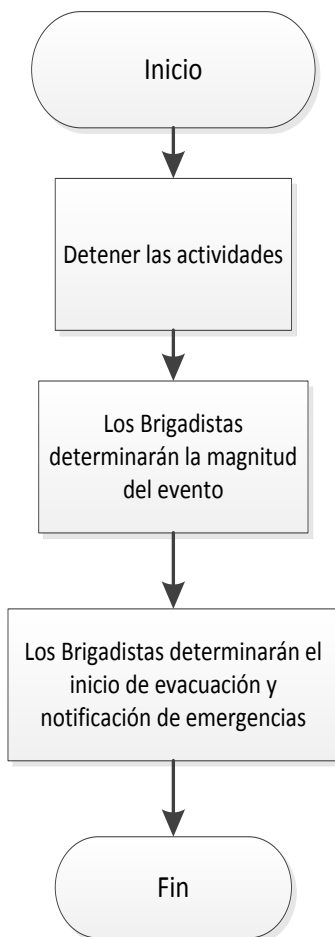 Inicio
Detener las actividades
Los Brigadistas
determinarán la magnitud
del evento
Los Brigadistas determinarán el
inicio de evacuación y
notificación de emergencias
Fin